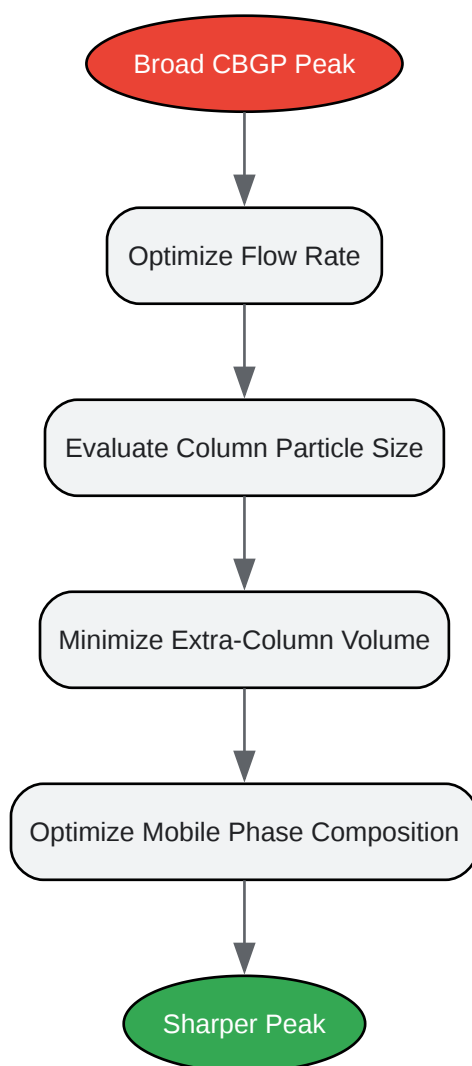 Broad CBGP Peak
Optimize Flow Rate
Evaluate Column Particle Size
Minimize Extra-Column Volume
Optimize Mobile Phase Composition
Sharper Peak